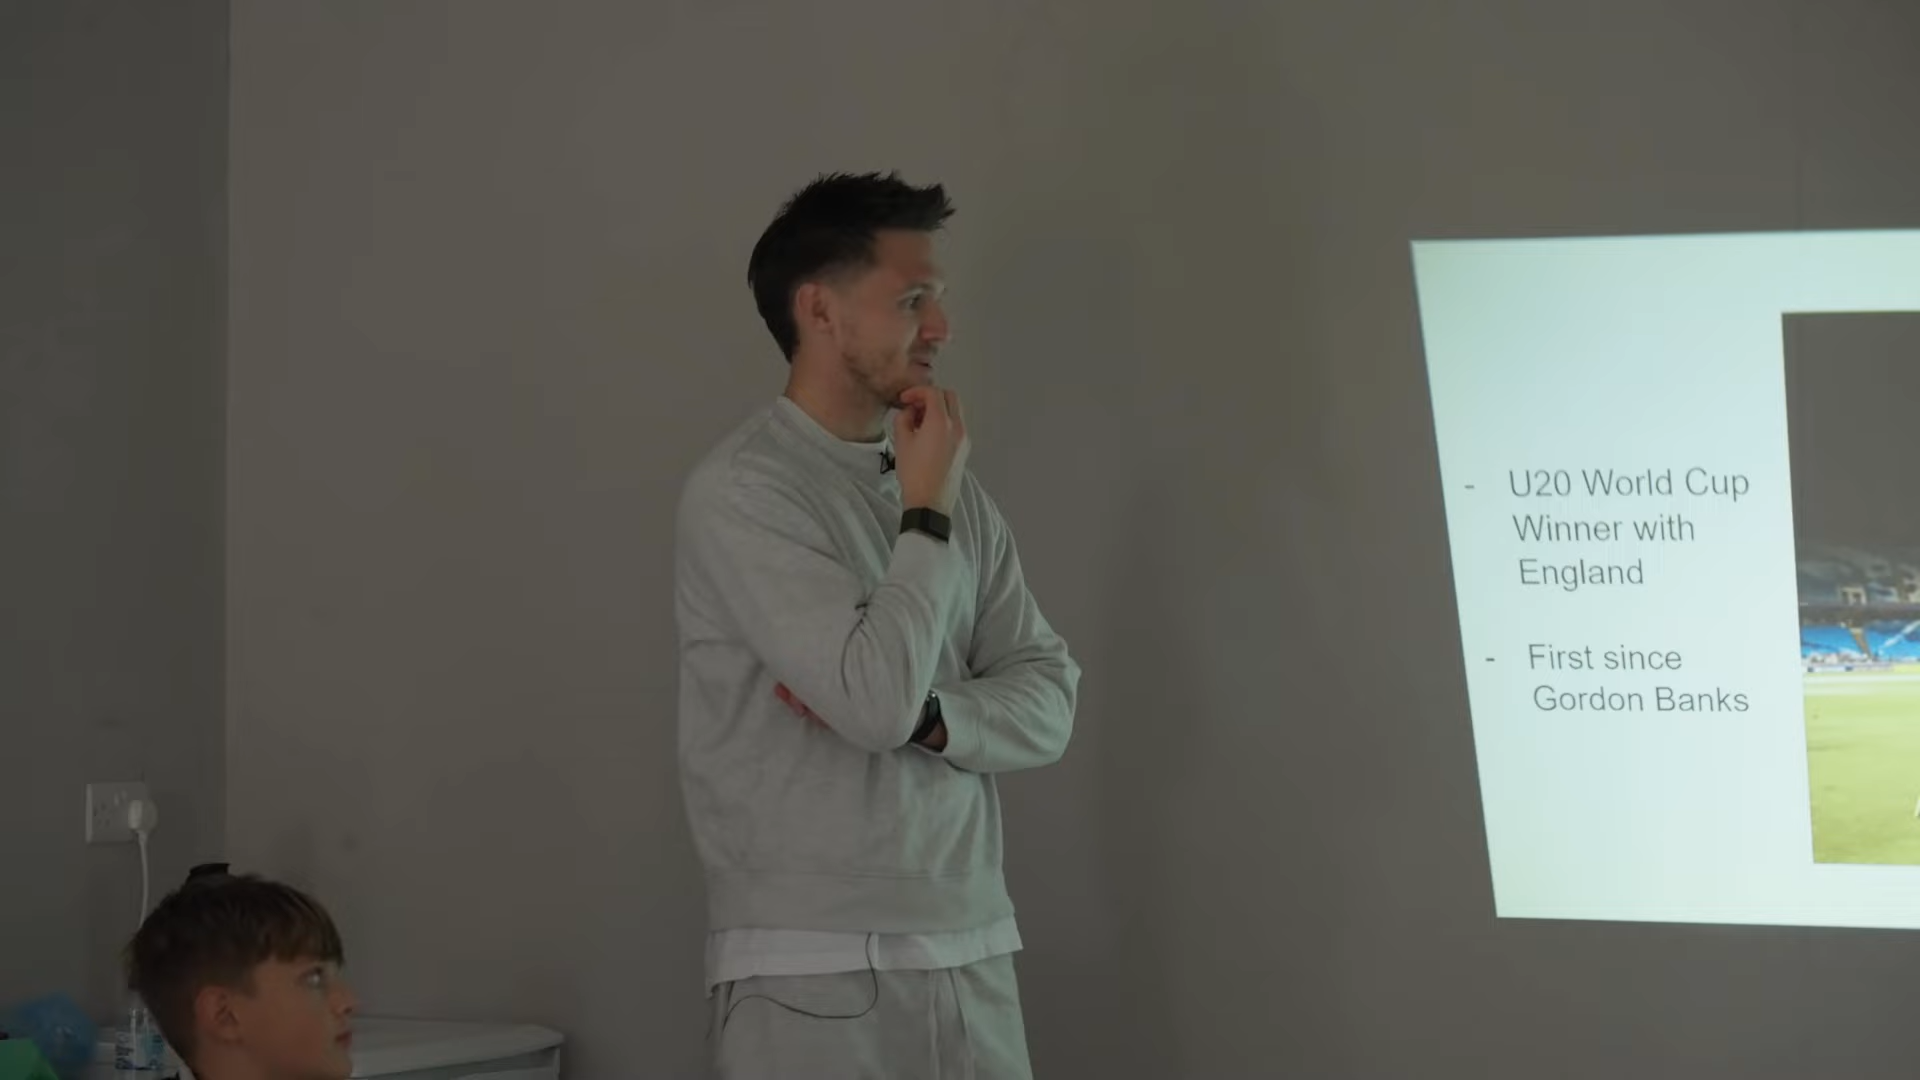 - U20 World Cup
Winner with
England
- First since
Gordon Banks